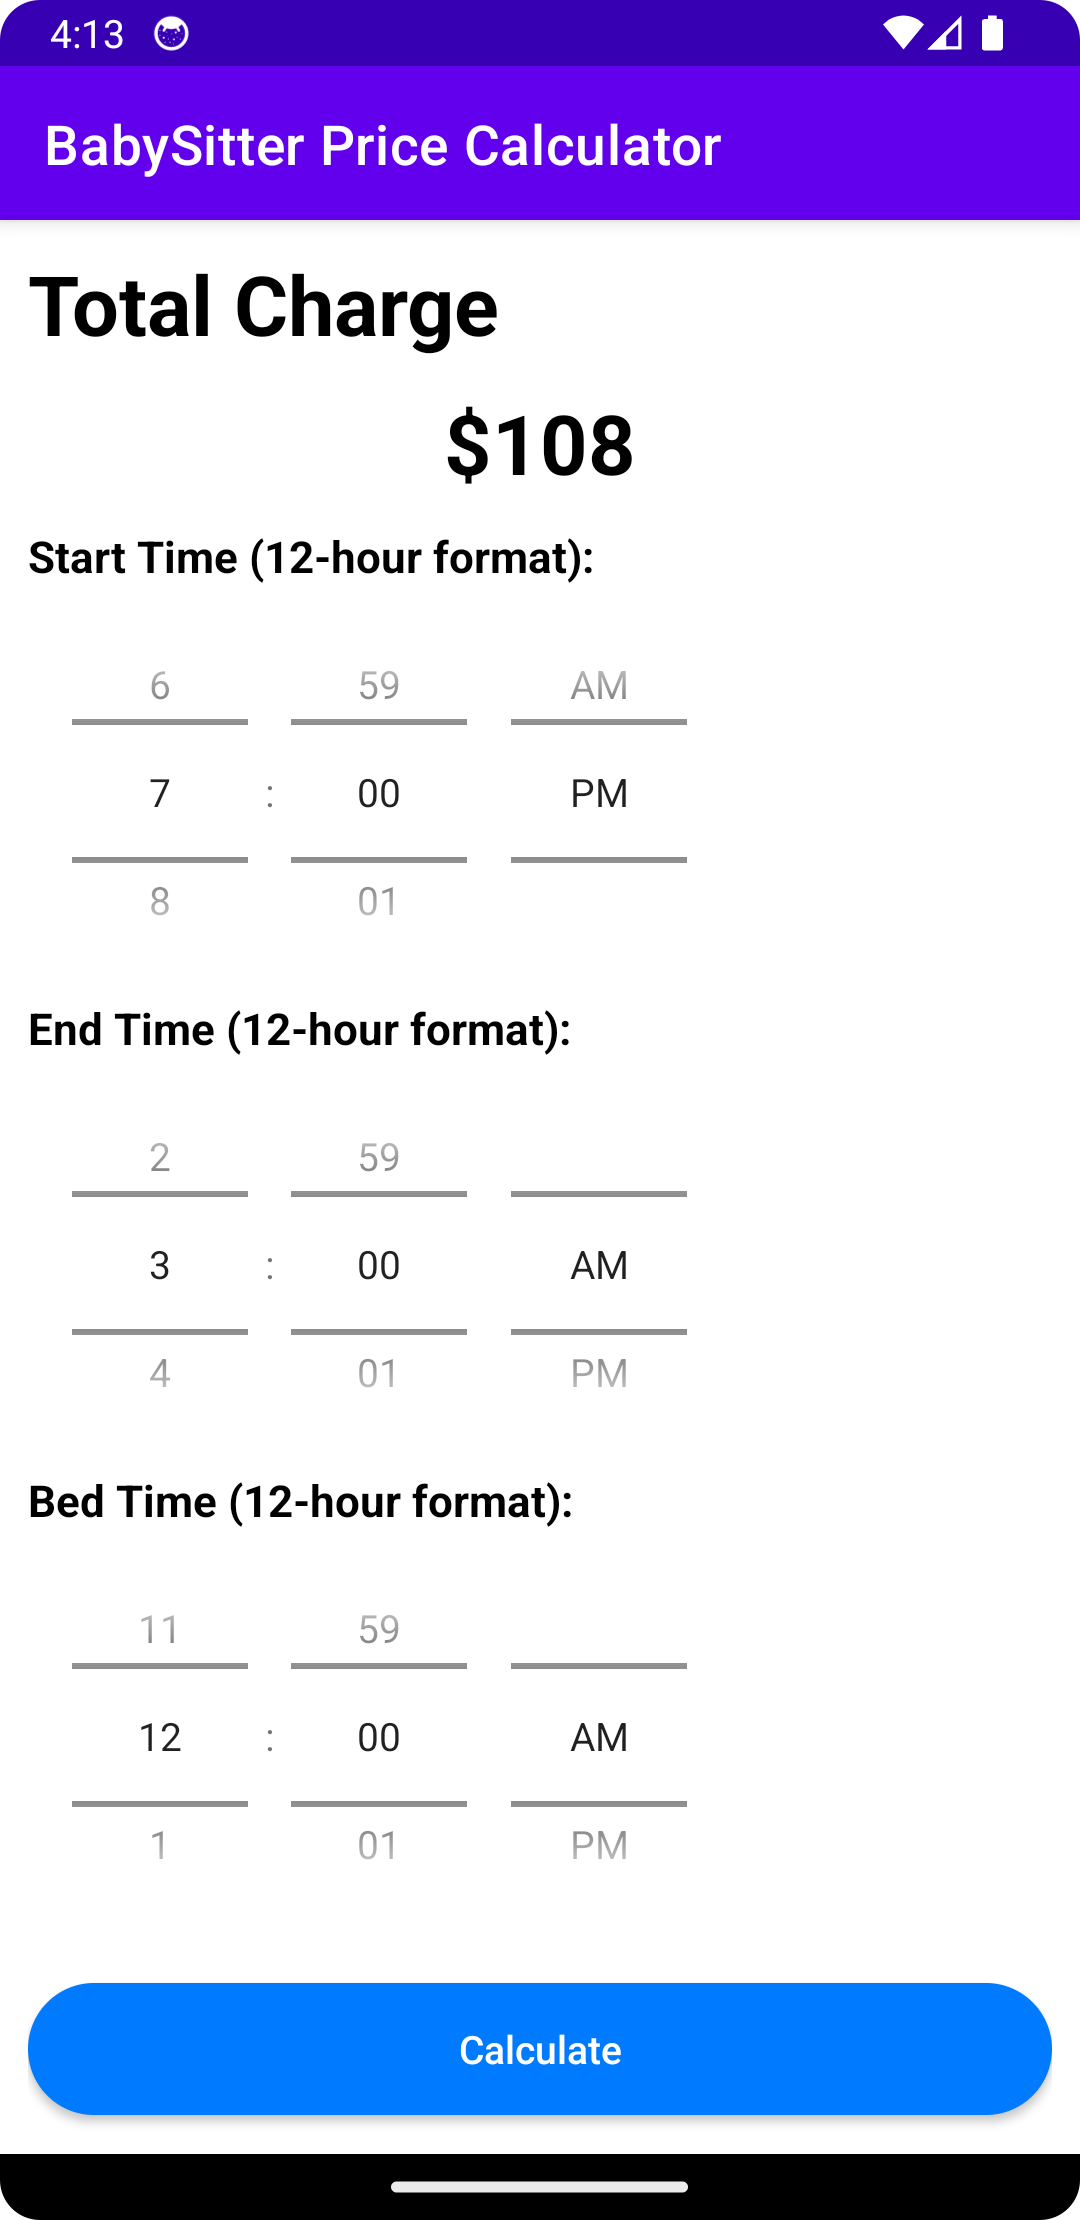 4:13
BabySitter Price Calculator
Total Charge
$108
Start Time (12-hour format):
6 59 AM
7 : 00 PM
8 01
End Time (12-hour format):
2 59
3 : 00 AM
4 01 PM
Bed Time (12-hour format):
11 59
12 : 00 AM
1 01 PM
Calculate